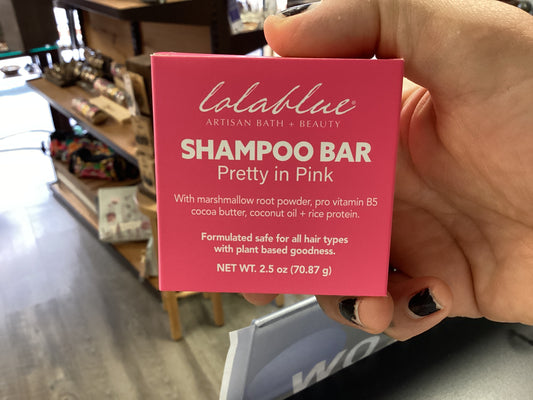 lolablue®
ARTISAN BATH + BEAUTY
SHAMPOO BAR
Pretty in Pink
With marshmallow root powder, pro vitamin B5
cocoa butter, coconut oil + rice protein.
Formulated safe for all hair types
with plant based goodness.
NET WT. 2.5 oz (70.87 g)